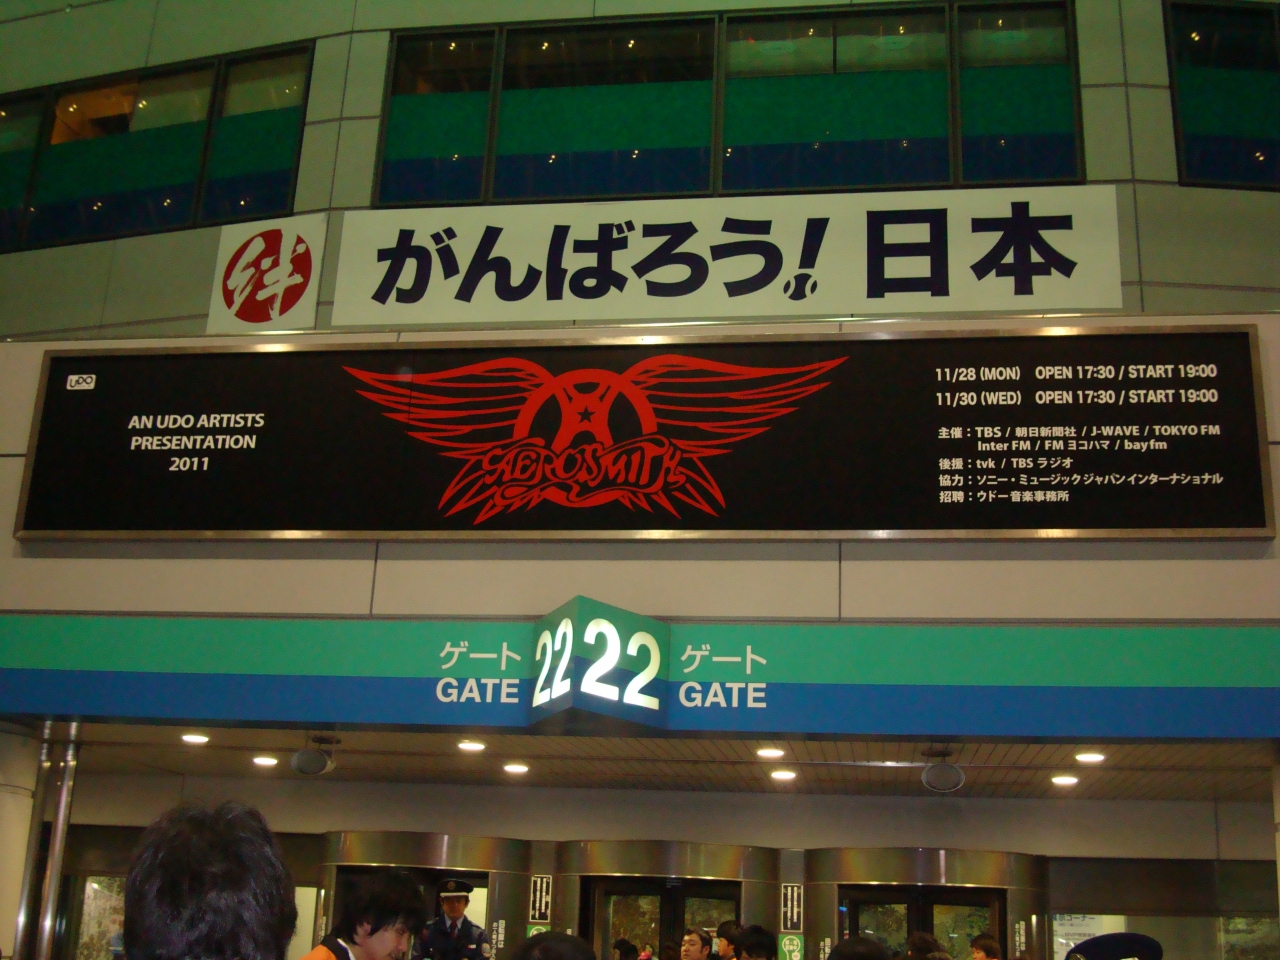 絆
がんばろう!日本
UDO
AN UDO ARTISTS
PRESENTATION
2011
AEROSMITH
11/28 (MON) OPEN 17:30 / START 19:00
11/30 (WED) OPEN 17:30 / START 19:00
主催:TBS / 朝日新聞社 / J-WAVE / TOKYO FM
Inter FM / FM ヨコハマ / bayfm
後援:tvk / TBS ラジオ
協力:ソニー・ミュージックジャパンインターナショナル
招聘:ウドー音楽事務所
ゲート
GATE
22
22
ゲート
GATE